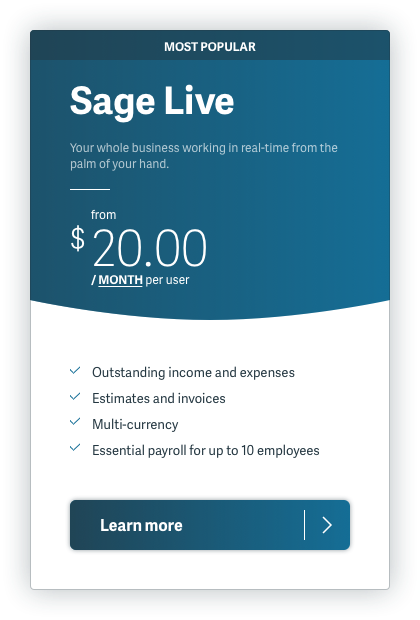 MOST POPULAR
Sage Live
Your whole business working in real-time from the
palm of your hand.
from
$ 20.00
/ MONTH per user
Outstanding income and expenses
Estimates and invoices
Multi-currency
Essential payroll for up to 10 employees
Learn more